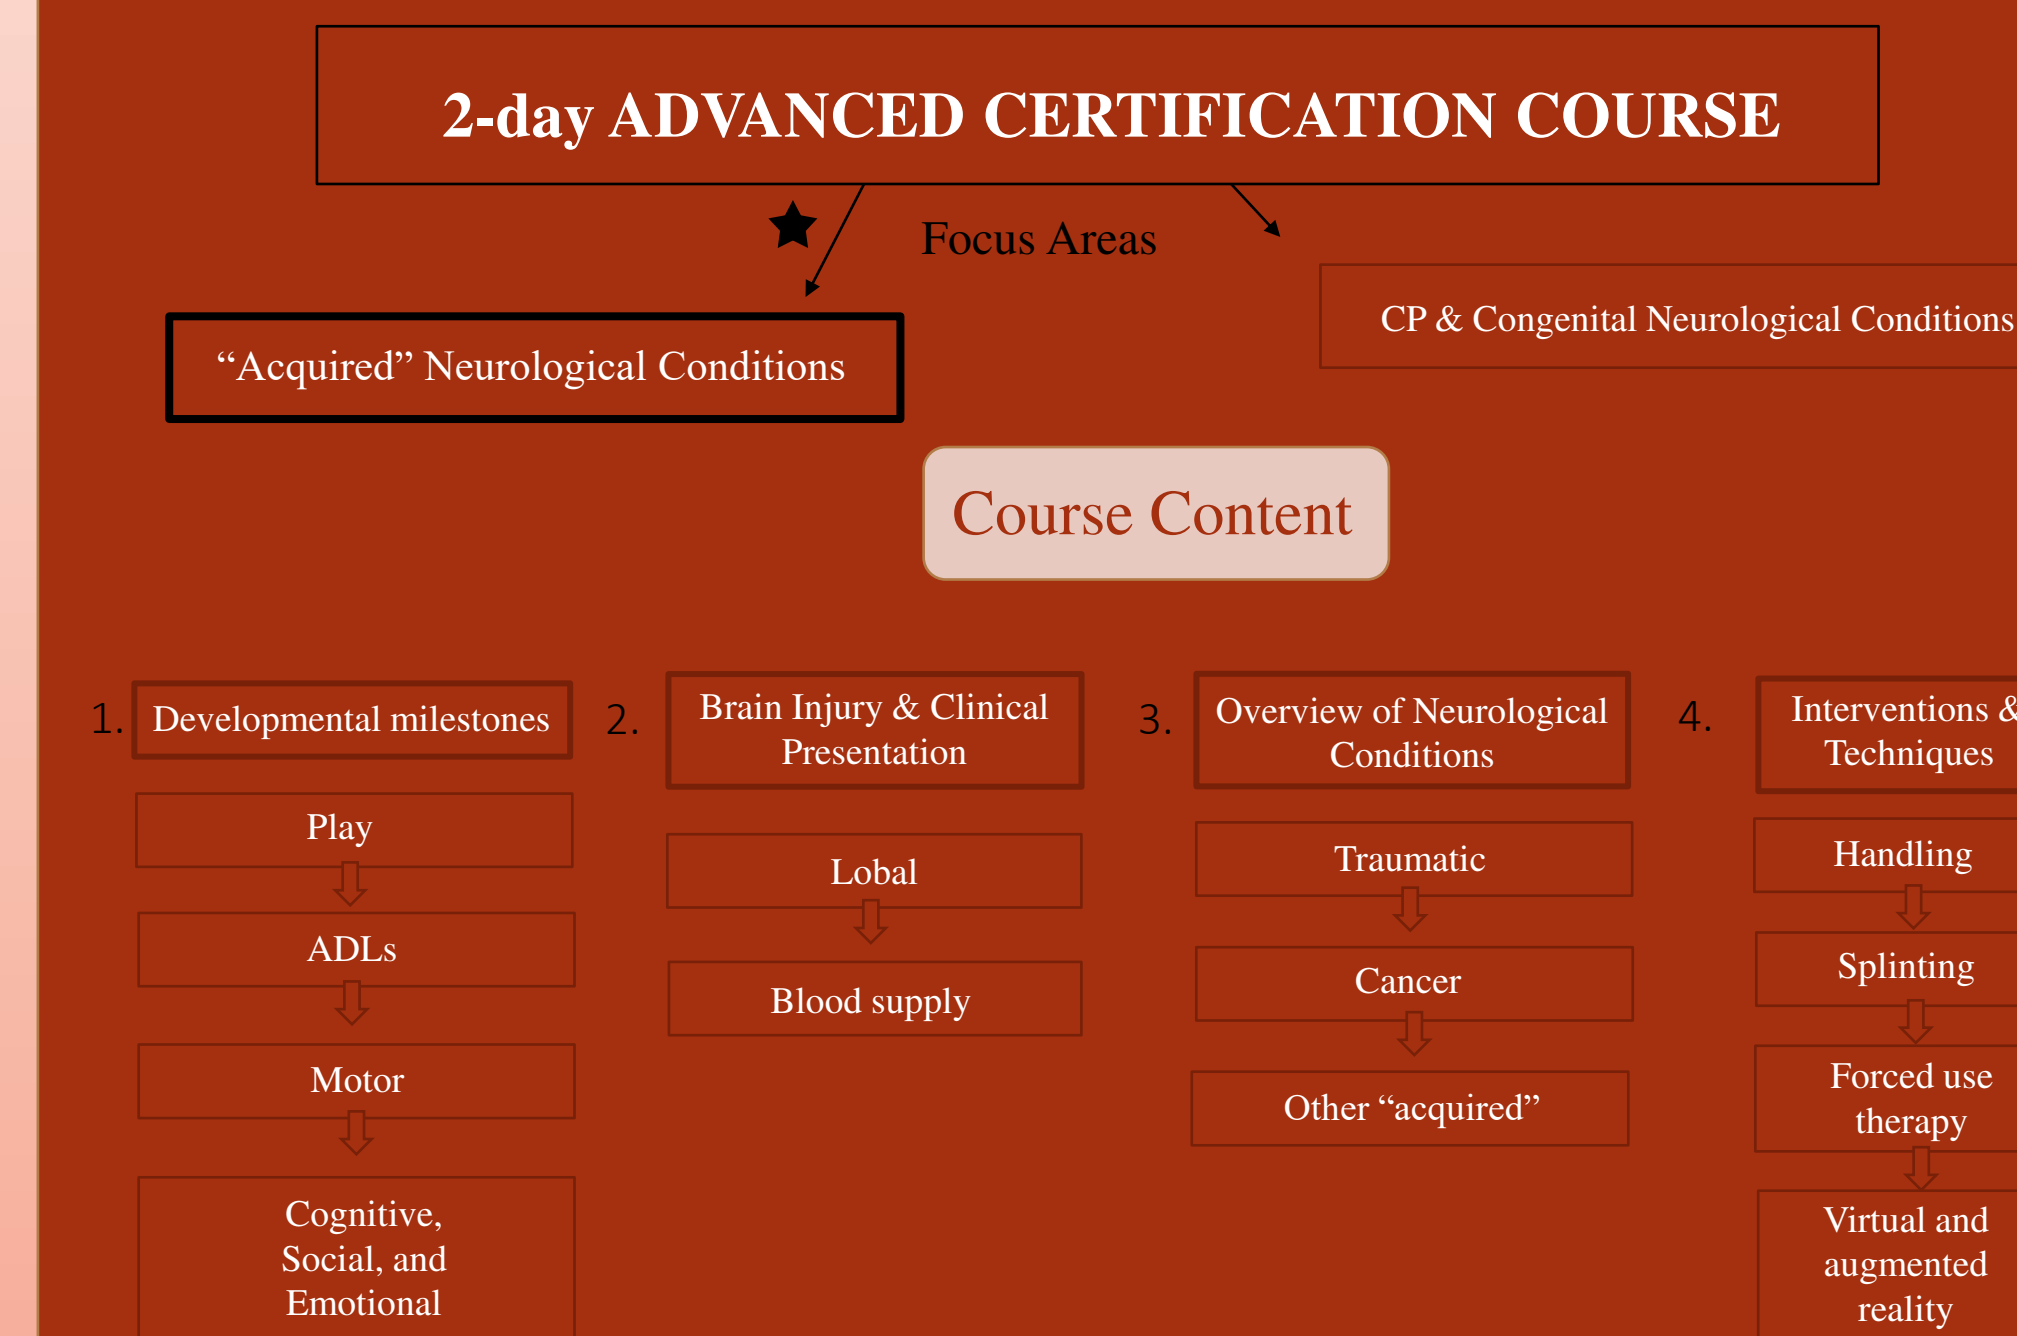 2-day ADVANCED CERTIFICATION COURSE
Focus Areas
“Acquired” Neurological Conditions
CP & Congenital Neurological Conditions
Course Content
1.
Developmental milestones
Play
ADLs
Motor
Cognitive,
Social, and
Emotional
2.
Brain Injury & Clinical
Presentation
Lobal
Blood supply
3.
Overview of Neurological
Conditions
Traumatic
Cancer
Other “acquired”
4.
Interventions &
Techniques
Handling
Splinting
Forced use
therapy
Virtual and
augmented
reality